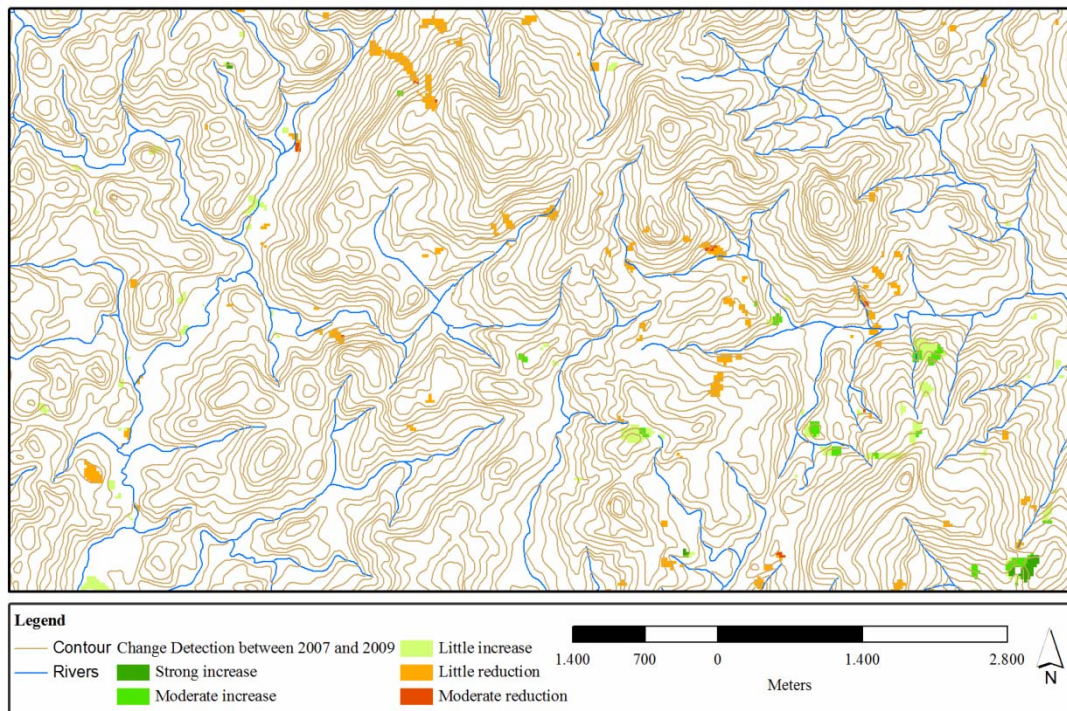 Legend
Contour
Rivers
Change Detection between 2007 and 2009
Strong increase
Moderate increase
Little increase
Little reduction
Moderate reduction
1.400 700 0 1.400 2.800
Meters
N